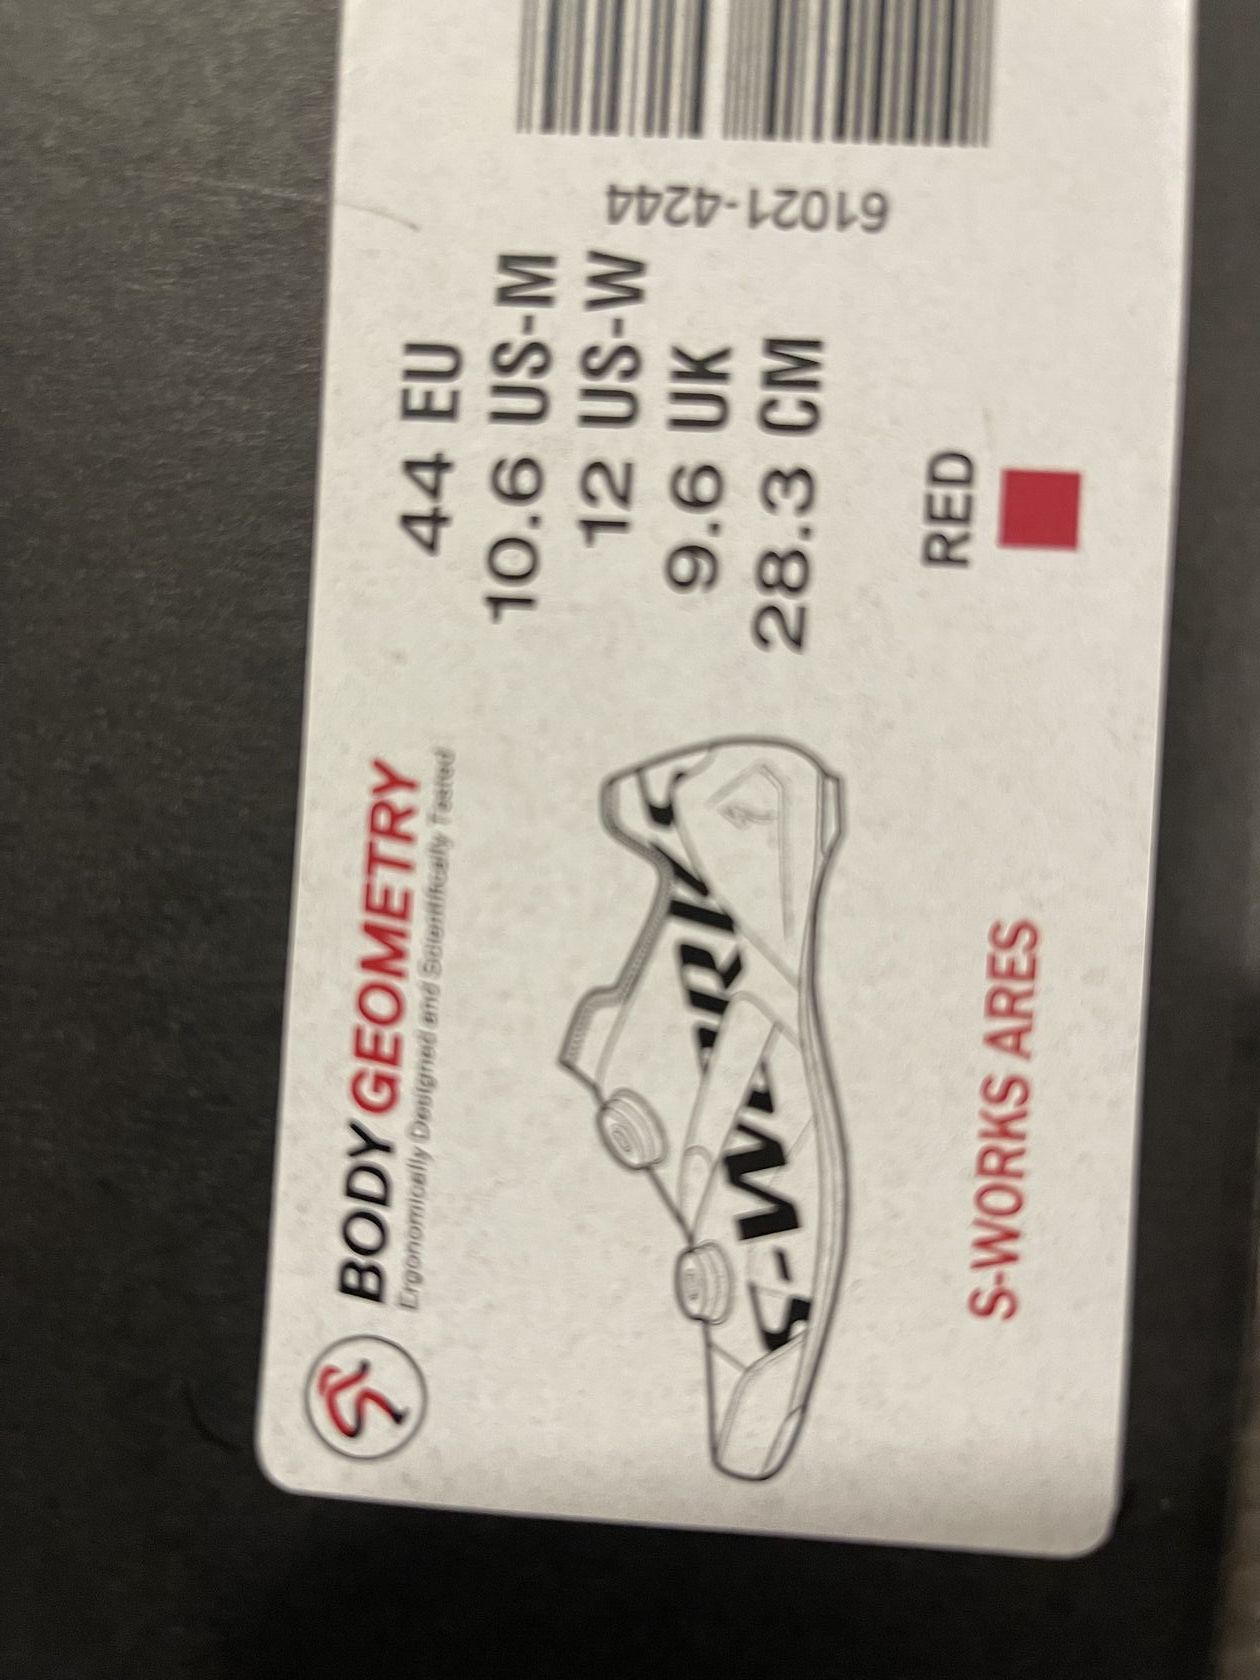 BODY GEOMETRY
Ergonomically Designed and Scientifically Tested
44 EU
10.6 US-M
12 US-W
9.6 UK
28.3 CM
61021-4244
S-WORKS
S-WORKS ARES
RED